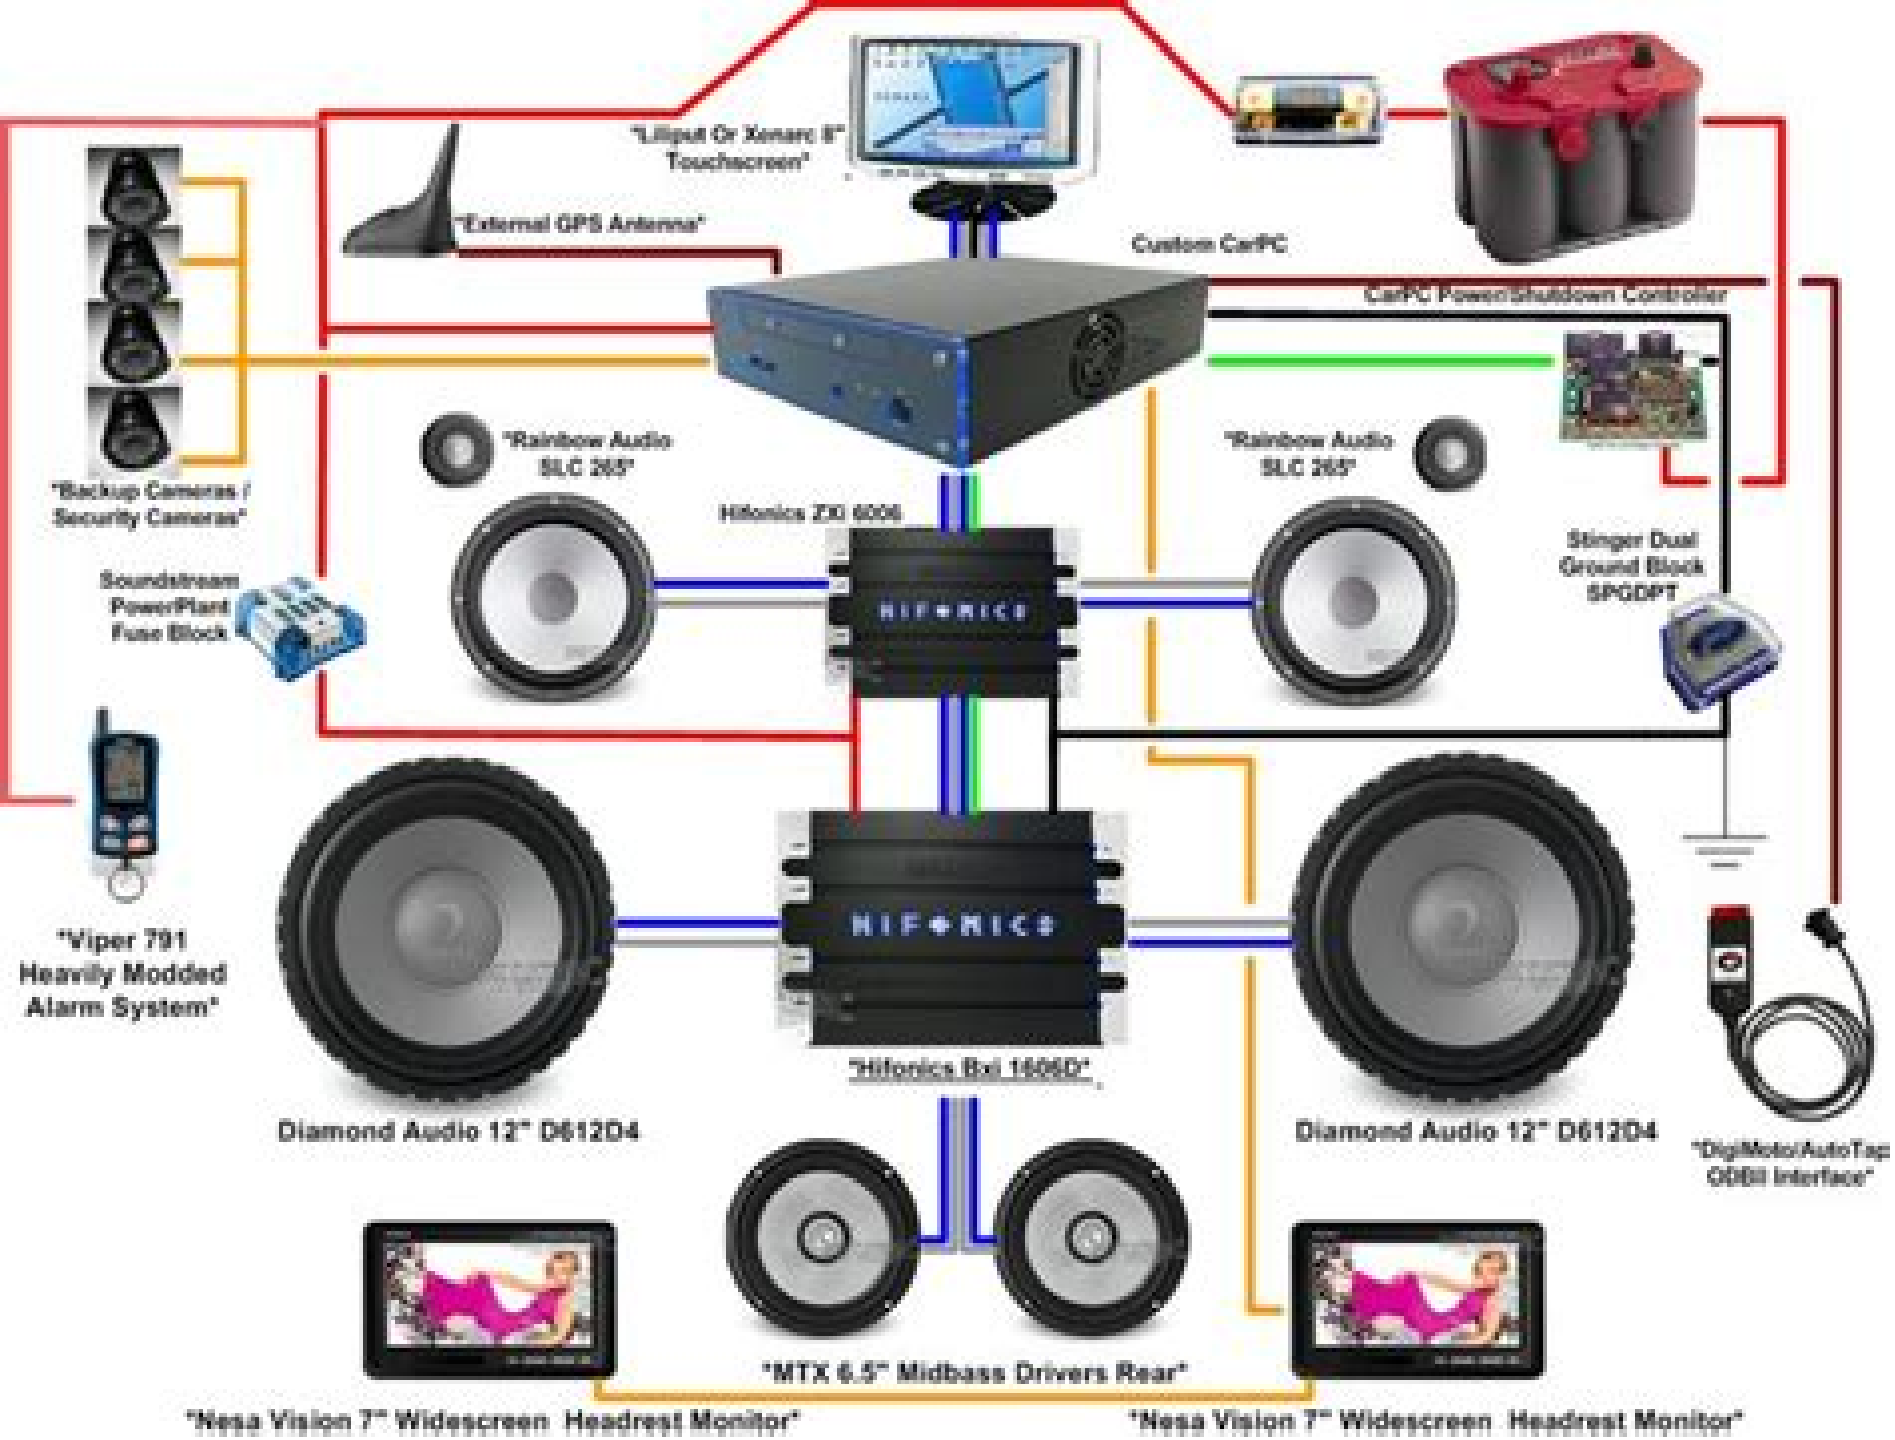 "Liliput Or Xenarc 8"
Touchscreen"
"External GPS Antenna"
Custom CarPC
CarPC Power/Shutdown Controller
"Rainbow Audio
SLC 265"
"Rainbow Audio
SLC 265"
"Backup Cameras /
Security Cameras"
Hifonics ZXi 6006
Stinger Dual
Ground Block
SPGDPT
Soundstream
PowerPlant
Fuse Block
HIFONICS
HIFONICS
"Viper 791
Heavily Modded
Alarm System"
"Hifonics Bxi 1606D"
Diamond Audio 12" D612D4
Diamond Audio 12" D612D4
"DigiMoto/AutoTap
ODBII Interface"
"MTX 6.5" Midbass Drivers Rear"
"Nesa Vision 7" Widescreen Headrest Monitor"
"Nesa Vision 7" Widescreen Headrest Monitor"